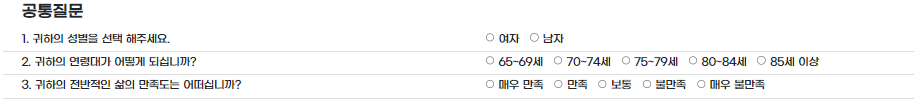 공통질문
1. 귀하의 성별을 선택 해주세요. ○ 여자 ○ 남자
2. 귀하의 연령대가 어떻게 되십니까? ○ 65~69세 ○ 70~74세 ○ 75~79세 ○ 80~84세 ○ 85세 이상
3. 귀하의 전반적인 삶의 만족도는 어떠십니까? ○ 매우 만족 ○ 만족 ○ 보통 ○ 불만족 ○ 매우 불만족